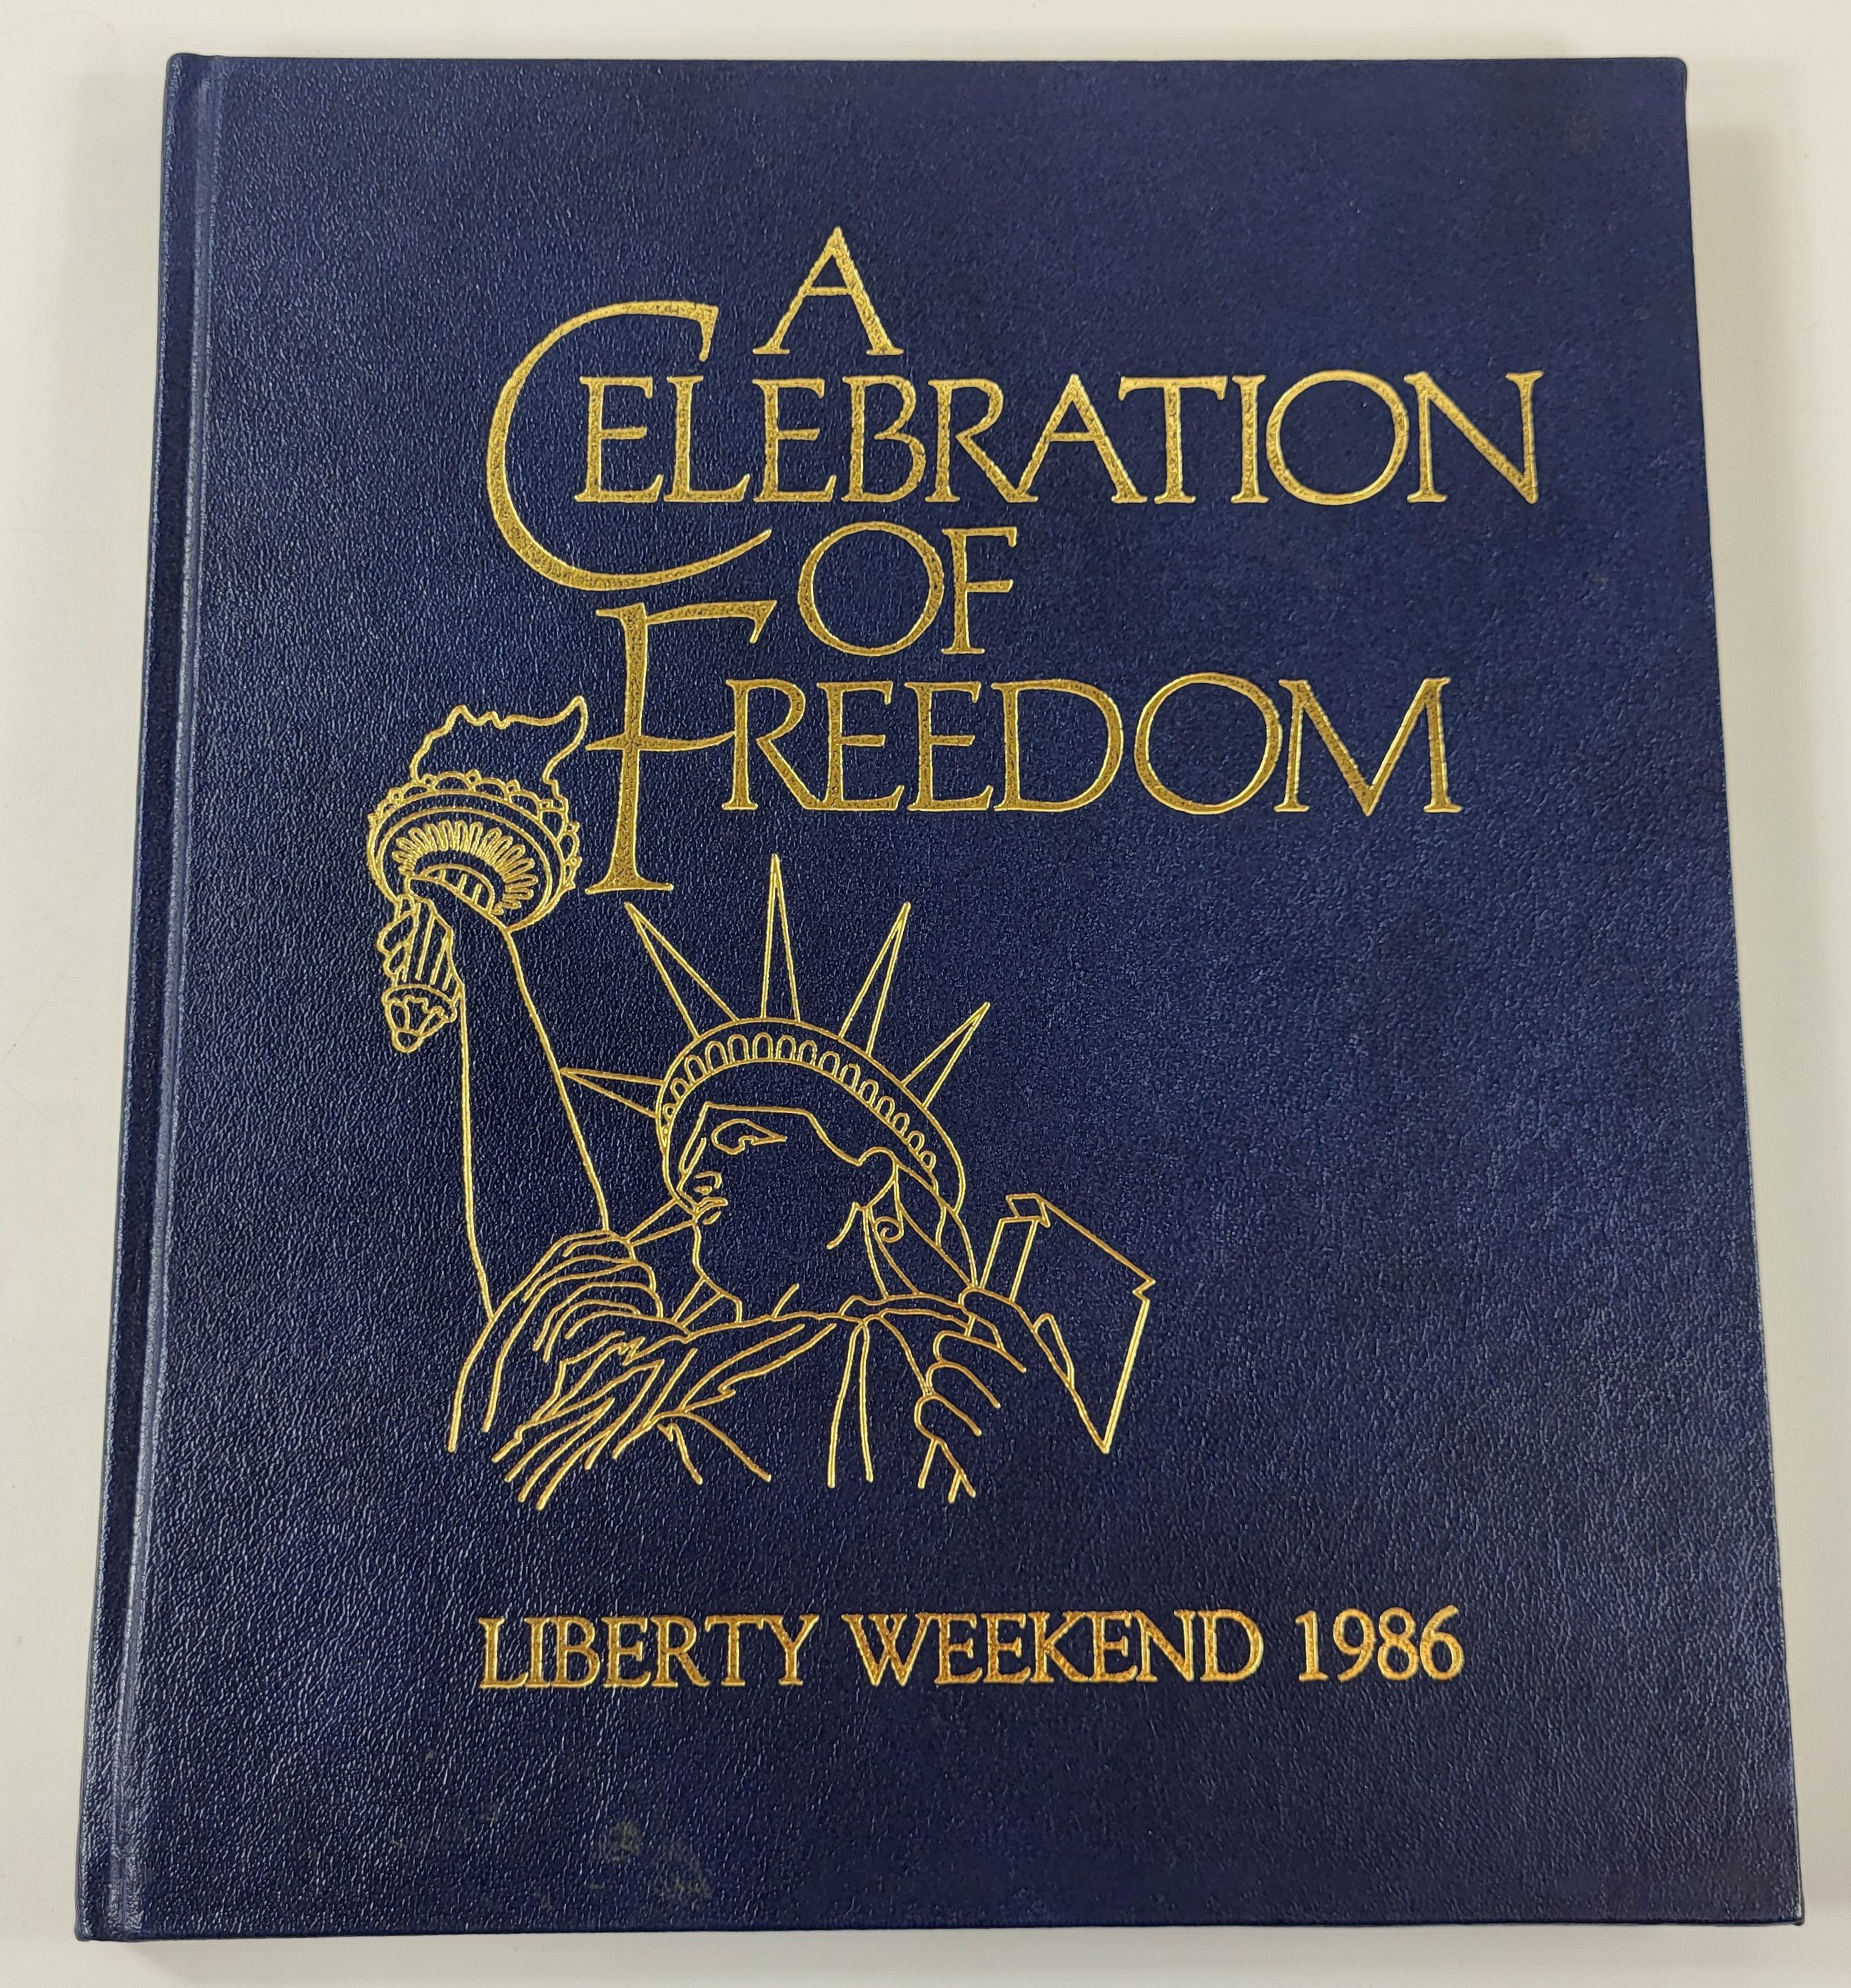 A
CELEBRATION
OF
FREEDOM
LIBERTY WEEKEND 1986